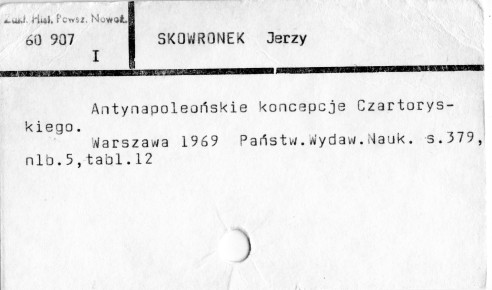 Zakł. Hist. Powsz. Nowoż.
60 907
I
SKOWRONEK Jerzy
Antynapoleońskie koncepcje Czartorys-
kiego.
Warszawa 1969 Państw.Wydaw.Nauk. s.379,
nlb.5,tabl.12